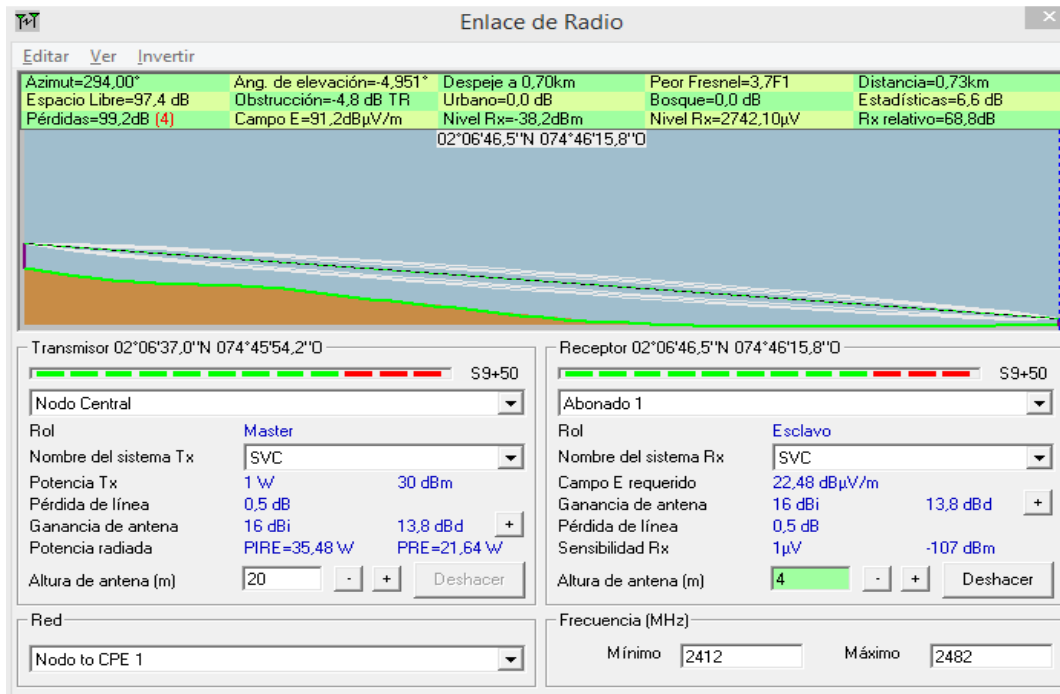 Enlace de Radio
Editar Ver Invertir
Azimut=294,00° Ang. de elevación=-4,951° Despeje a 0,70km Peor Fresnel=3,7F1 Distancia=0,73km
Espacio Libre=97,4 dB Obstrucción=-4,8 dB TR Urbano=0,0 dB Bosque=0,0 dB Estadísticas=6,6 dB
Pérdidas=99,2dB (4) Campo E=91,2dBµV/m Nivel Rx=-38,2dBm Nivel Rx=2742,10µV Rx relativo=68,8dB
02°06'46,5"N 074°46'15,8"O
Transmisor 02°06'37,0"N 074°45'54,2"O
S9+50
Nodo Central
Rol Master
Nombre del sistema Tx SVC
Potencia Tx 1 W 30 dBm
Pérdida de línea 0,5 dB
Ganancia de antena 16 dBi 13,8 dBd +
Potencia radiada PIRE=35,48 W PRE=21,64 W
Altura de antena (m) 20 - + Deshacer
Red
Nodo to CPE 1
Receptor 02°06'46,5"N 074°46'15,8"O
S9+50
Abonado 1
Rol Esclavo
Nombre del sistema Rx SVC
Campo E requerido 22,48 dBµV/m
Ganancia de antena 16 dBi 13,8 dBd +
Pérdida de línea 0,5 dB
Sensibilidad Rx 1µV -107 dBm
Altura de antena (m) 4 - + Deshacer
Frecuencia (MHz)
Mínimo 2412 Máximo 2482